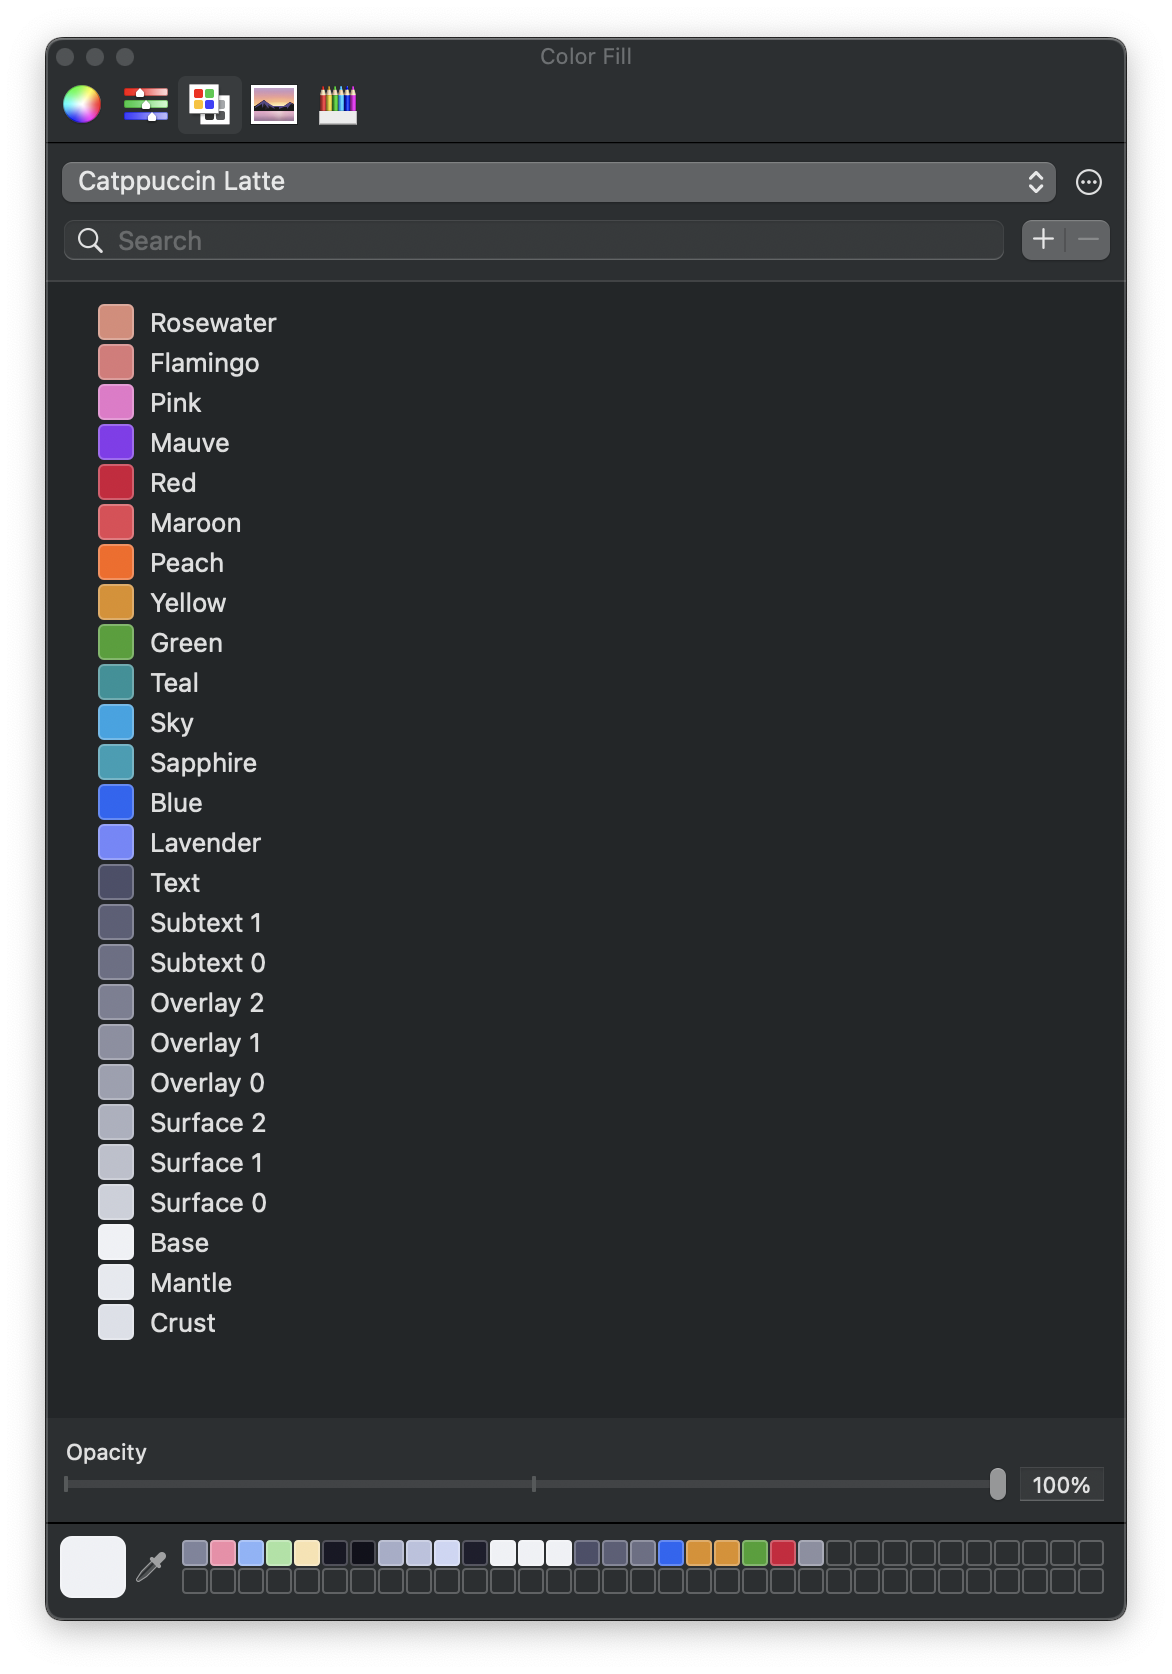 Color Fill
Catppuccin Latte
Search
Rosewater
Flamingo
Pink
Mauve
Red
Maroon
Peach
Yellow
Green
Teal
Sky
Sapphire
Blue
Lavender
Text
Subtext 1
Subtext 0
Overlay 2
Overlay 1
Overlay 0
Surface 2
Surface 1
Surface 0
Base
Mantle
Crust
Opacity
100%